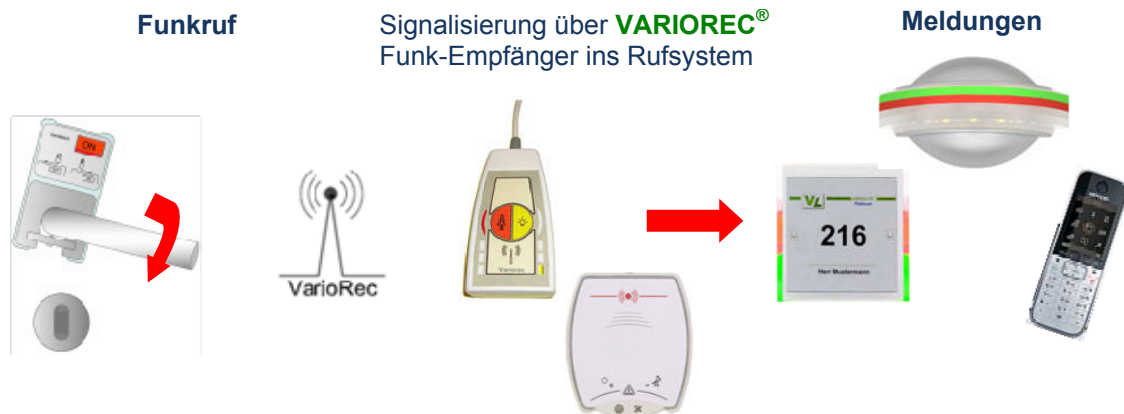 Funkruf
Signalisierung über VARIOREC®
Funk-Empfänger ins Rufsystem
Meldungen
ON
VarioRec
Variorec
VL
216
Herr Mustermann